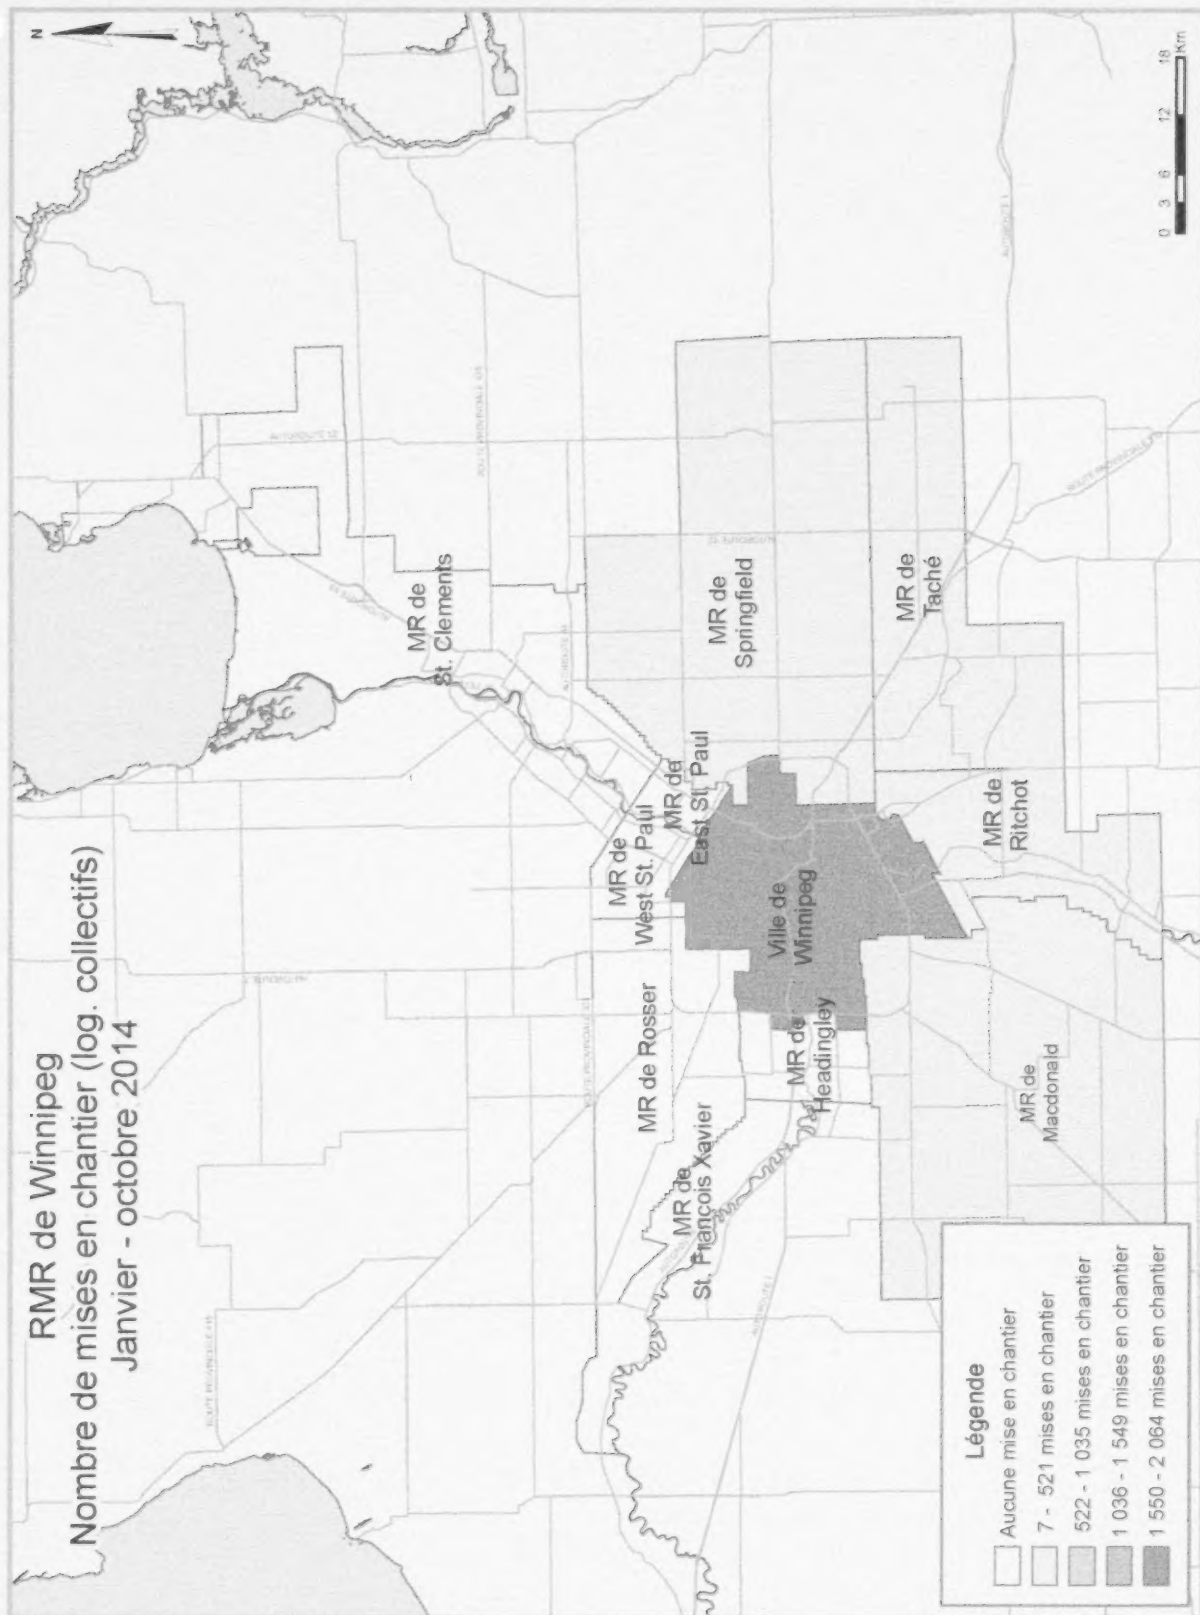 RMR de Winnipeg
Nombre de mises en chantier (log. collectifs)
Janvier - octobre 2014
N
MR de
St. Clements
MR de
West St. Paul
MR de
East St. Paul
MR de Rosser
MR de
St. François Xavier
MR de
Headingley
Ville de
Winnipeg
MR de
Springfield
MR de
Taché
MR de
Ritchot
MR de
Macdonald
AUTOROUTE 1
Légende
Aucune mise en chantier
7 - 521 mises en chantier
522 - 1 035 mises en chantier
1 036 - 1 549 mises en chantier
1 550 - 2 064 mises en chantier
0 3 6 12 18
Km